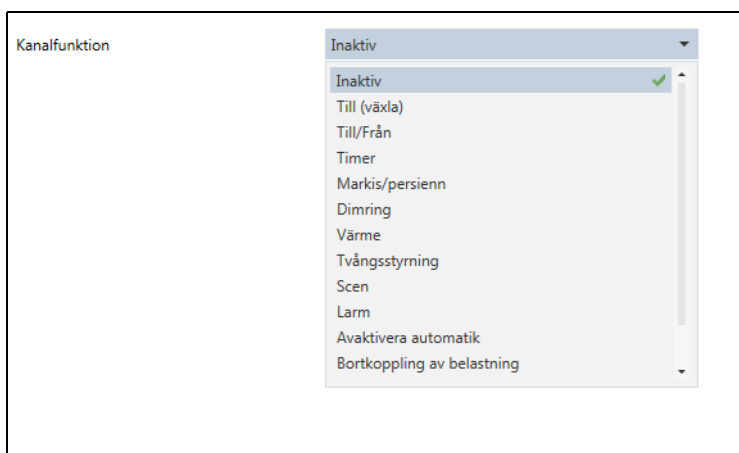 Kanalfunktion Inaktiv
Inaktiv
Till (växla)
Till/Från
Timer
Markis/persienn
Dimring
Värme
Tvångsstyrning
Scen
Larm
Avaktivera automatik
Bortkoppling av belastning